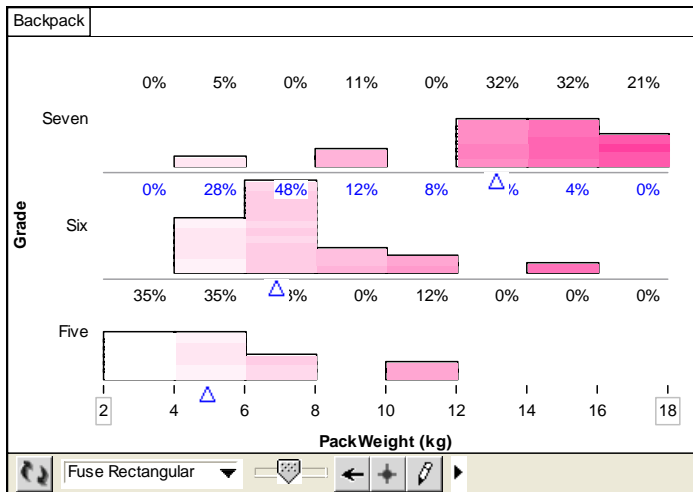 Backpack
0% 5% 0% 11% 0% 32% 32% 21%
Seven
0% 28% 48% 12% 8% % 4% 0%
Six
35% 35% 0% 12% 0% 0%
Five
Grade
2 4 6 8 10 12 14 16 18
PackWeight (kg)
Fuse Rectangular